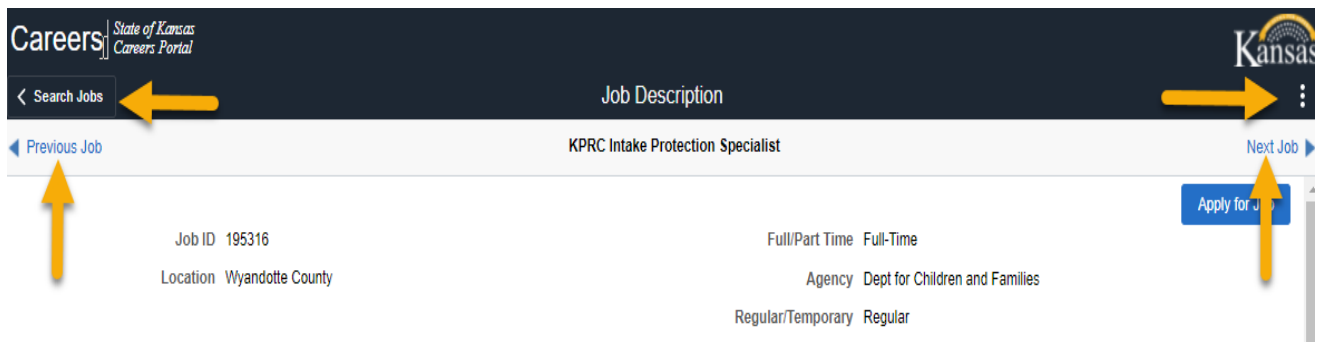 Careers
State of Kansas
Careers Portal
Kansas
Search Jobs
Job Description
Previous Job
KPRC Intake Protection Specialist
Next Job
Apply for
Job ID 195316
Full/Part Time Full-Time
Location Wyandotte County
Agency Dept for Children and Families
Regular/Temporary Regular